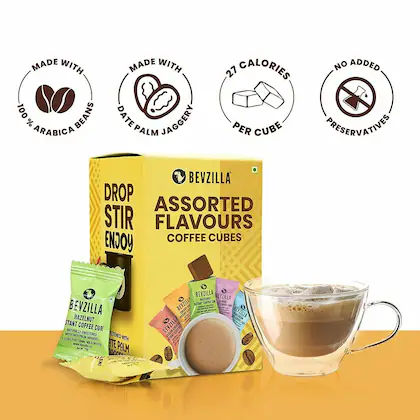 MADE WITH
100% ARABICA BEANS
MADE WITH
DATE PALM JAGGERY
27 CALORIES
PER CUBE
NO ADDED
PRESERVATIVES
BEVZILLA
DROP
STIR
ENJOY
ASSORTED
FLAVOURS
COFFEE CUBES
BEVZILLA
BEVZILLA
HAZELNUT
INSTANT COFFEE CUBE